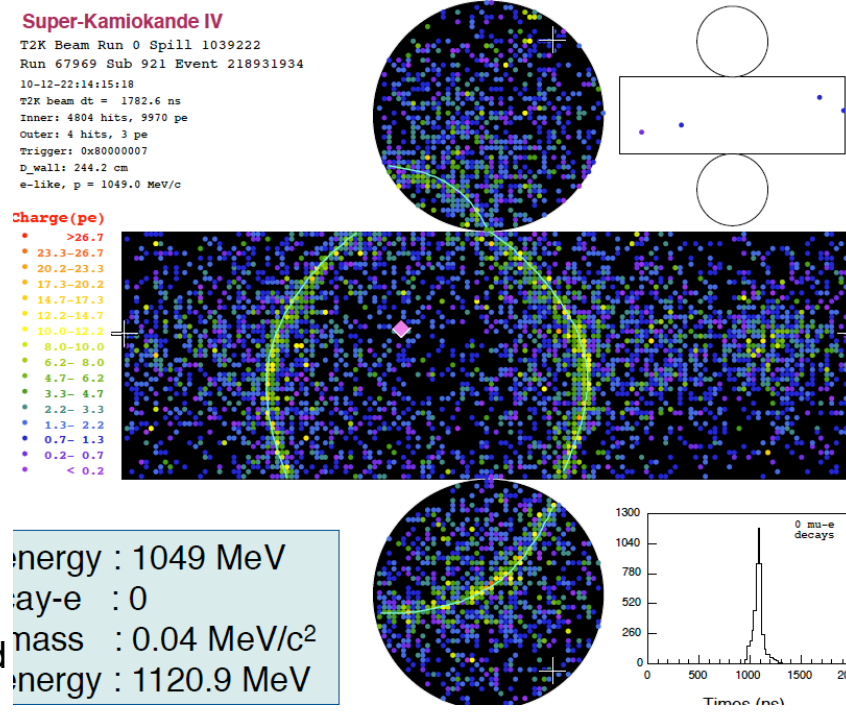 Super-Kamiokande IV
T2K Beam Run 0 Spill 1039222
Run 67969 Sub 921 Event 218931934
10-12-22:14:15:18
T2K beam dt = 1782.6 ns
Inner: 4804 hits, 9970 pe
Outer: 4 hits, 3 pe
Trigger: 0x80000007
D_wall: 244.2 cm
e-like, p = 1049.0 MeV/c
Charge(pe)
>26.7
23.3-26.7
20.2-23.3
17.3-20.2
14.7-17.3
12.2-14.7
10.0-12.2
8.0-10.0
6.2- 8.0
4.7- 6.2
3.3- 4.7
2.2- 3.3
1.3- 2.2
0.7- 1.3
0.2- 0.7
< 0.2
energy : 1049 MeV
cay-e : 0
mass : 0.04 MeV/c²
energy : 1120.9 MeV
0 mu-e
decays
1300
1040
780
520
260
0
0 500 1000 1500
Times (ns)